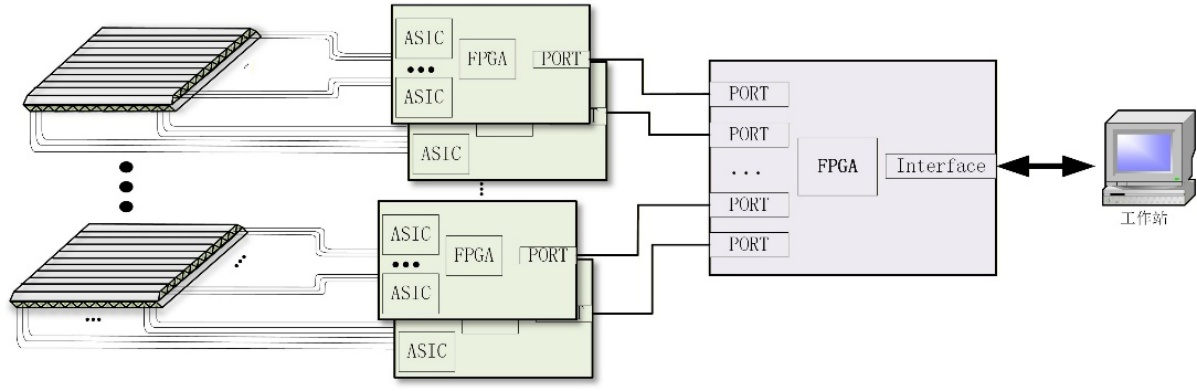 ASIC
FPGA
PORT
ASIC
ASIC
ASIC
FPGA
PORT
ASIC
ASIC
PORT
PORT
...
PORT
PORT
FPGA
Interface
工作站